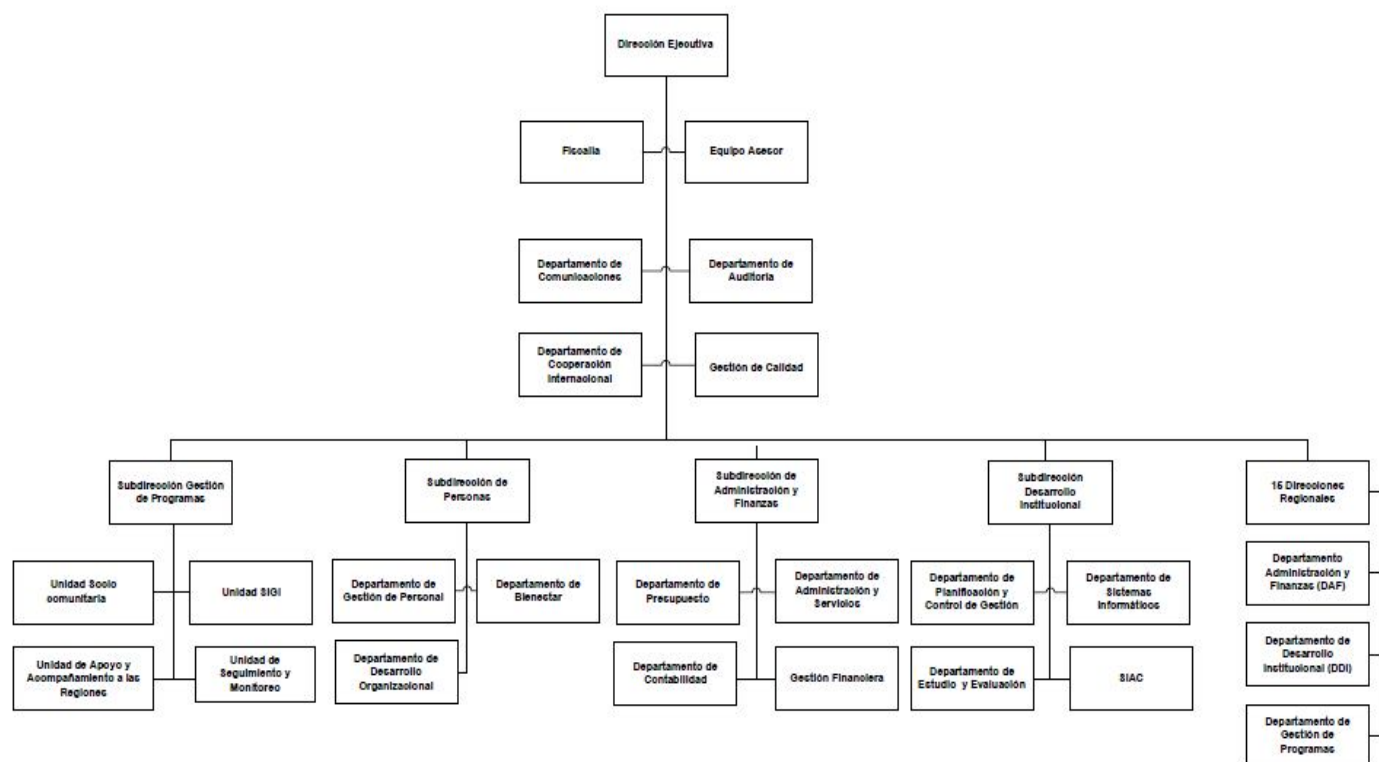 Dirección Ejecutiva
Fiscalía
Equipo Asesor
Departamento de
Comunicaciones
Departamento de
Auditoría
Departamento de
Cooperación
Internacional
Gestión de Calidad
Subdirección Gestión
de Programas
Subdirección de
Personas
Subdirección de
Administración y
Finanzas
Subdirección
Desarrollo
Institucional
15 Direcciones
Regionales
Unidad Socio
comunitaria
Unidad SIGI
Departamento de
Gestión de Personal
Departamento de
Bienestar
Departamento de
Presupuesto
Departamento de
Administración y
Servicios
Departamento de
Planificación y
Control de Gestión
Departamento de
Sistemas
Informáticos
Departamento
Administración y
Finanzas (DAF)
Unidad de Apoyo y
Acompañamiento a las
Regiones
Unidad de
Seguimiento y
Monitoreo
Departamento de
Desarrollo
Organizacional
Departamento de
Contabilidad
Gestión Financiera
Departamento de
Estudio y Evaluación
SIAC
Departamento de
Desarrollo
Institucional (DDI)
Departamento de
Gestión de
Programas